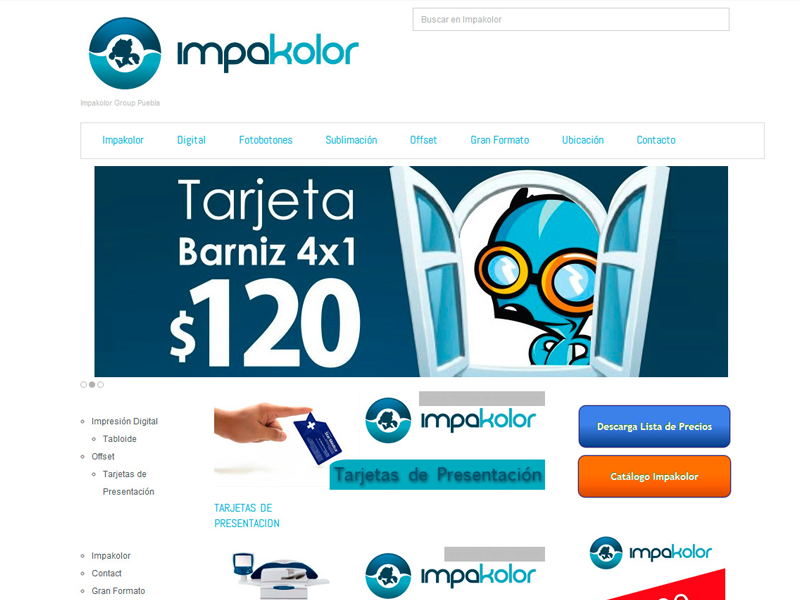 impakolor
Buscar en Impakolor
Impakolor Group Puebla
Impakolor Digital Fotobotones Sublimación Offset Gran Formato Ubicación Contacto
Tarjeta
Barniz 4x1
$120
Impresión Digital
Tabloide
Offset
Tarjetas de
Presentación
impakolor
Tarjetas de Presentación
TARJETAS DE
PRESENTACION
Descarga Lista de Precios
Catálogo Impakolor
Impakolor
Contact
Gran Formato
impakolor
impakolor